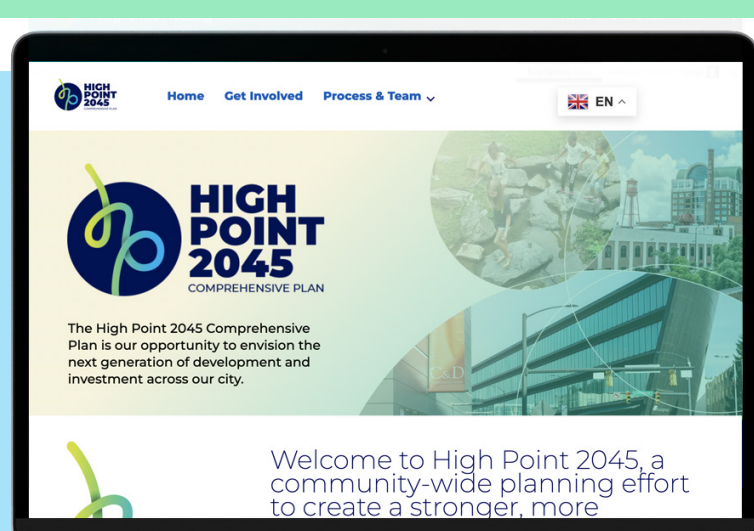 HIGH
POINT
2045
COMPREHENSIVE PLAN
Home Get Involved Process & Team
EN
HIGH
POINT
2045
COMPREHENSIVE PLAN
The High Point 2045 Comprehensive
Plan is our opportunity to envision the
next generation of development and
investment across our city.
C&D
Welcome to High Point 2045, a
community-wide planning effort
to create a stronger, more